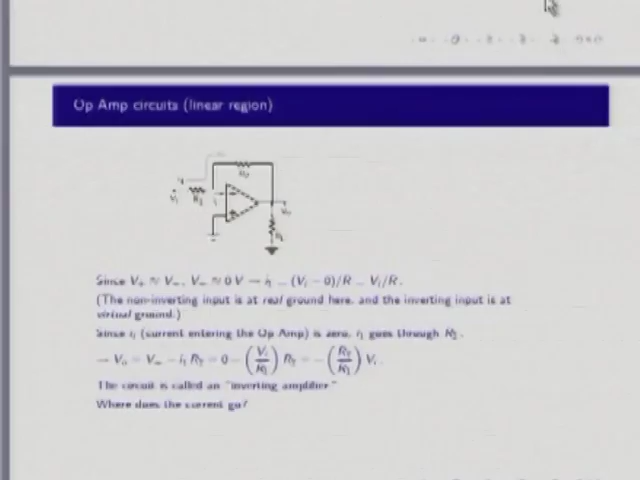 Op Amp circuits (linear region)
Since V₊ ≈ V₋, V₋ ≈ 0 V → i₁ = (Vᵢ − 0)/R = Vᵢ/R.
(The non-inverting input is at real ground here, and the inverting input is at
virtual ground.)
Since iᵢ (current entering the Op Amp) is zero, i₁ goes through R₂.
→ Vₒ = V₋ − i₁ R₂ = 0 − (Vᵢ/R₁) R₂ = −(R₂/R₁) Vᵢ.
The circuit is called an "inverting amplifier."
Where does the current go?